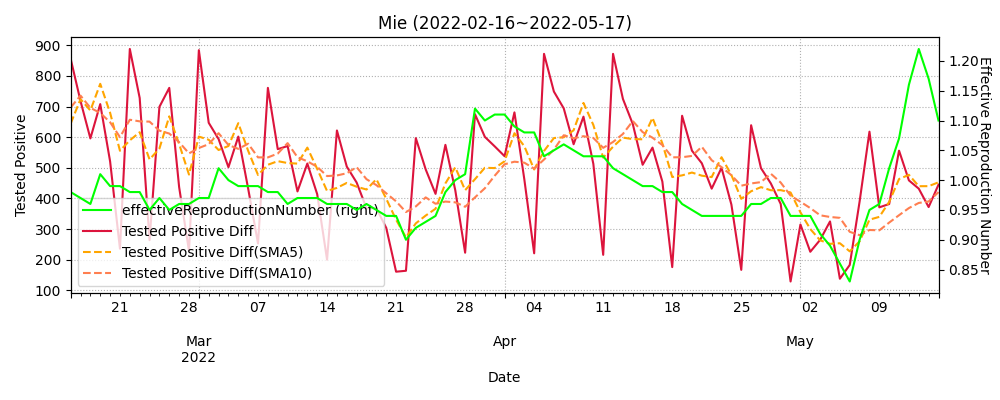 Mie (2022-02-16~2022-05-17)
900
800
700
600
500
400
300
200
100
Tested Positive
1.20
1.15
1.10
1.05
1.00
0.95
0.90
0.85
Effective Reproduction Number
effectiveReproductionNumber (right)
Tested Positive Diff
Tested Positive Diff(SMA5)
Tested Positive Diff(SMA10)
21 28 07 14 21 28 04 11 18 25 02 09
Mar Apr May
2022
Date